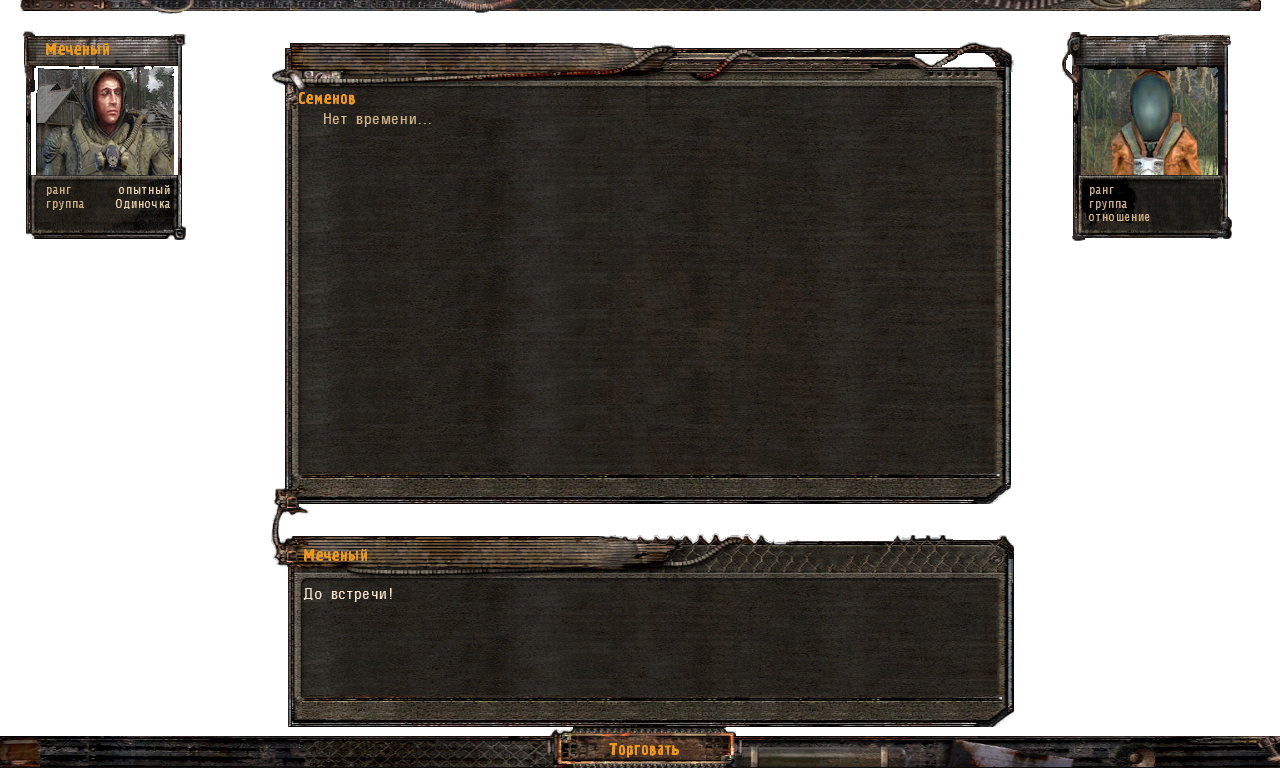 Меченый
ранг опытный
группа Одиночка
Семенов
Нет времени...
ранг
группа
отношение
Меченый
До встречи!
Торговать